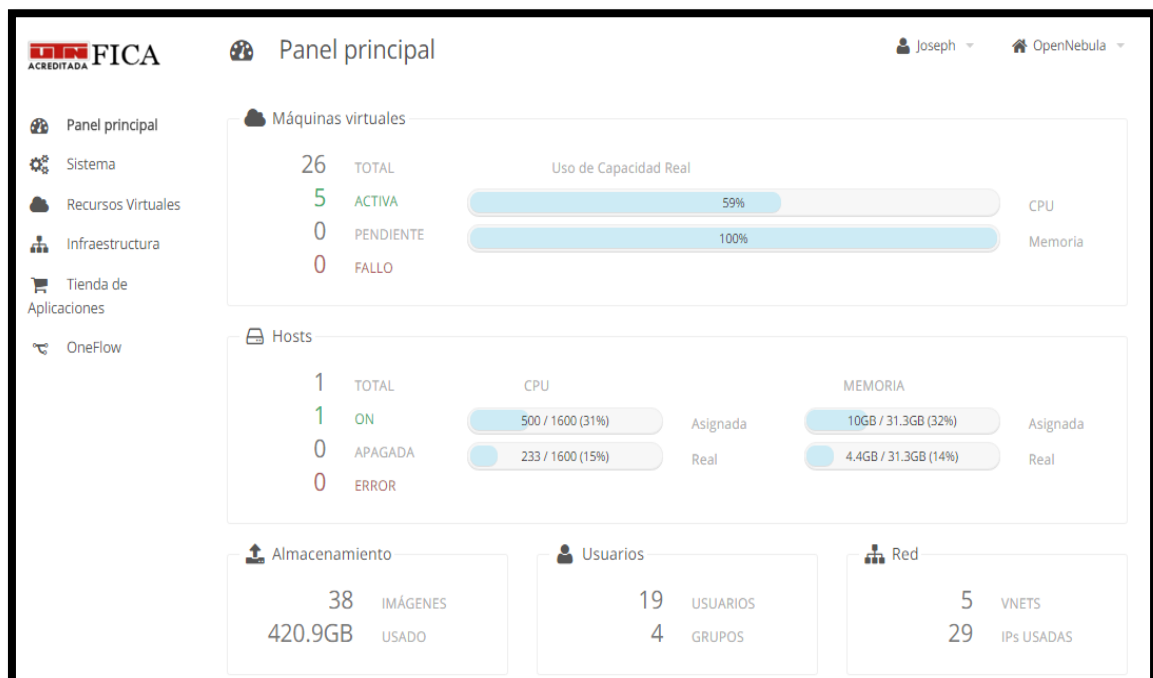 UTN FICA
ACREDITADA
Panel principal
Joseph
OpenNebula
Panel principal
Sistema
Recursos Virtuales
Infraestructura
Tienda de
Aplicaciones
OneFlow
Máquinas virtuales
26 TOTAL
5 ACTIVA
0 PENDIENTE
0 FALLO
Uso de Capacidad Real
59% CPU
100% Memoria
Hosts
1 TOTAL
1 ON
0 APAGADA
0 ERROR
CPU
500 / 1600 (31%) Asignada
233 / 1600 (15%) Real
MEMORIA
10GB / 31.3GB (32%) Asignada
4.4GB / 31.3GB (14%) Real
Almacenamiento
38 IMÁGENES
420.9GB USADO
Usuarios
19 USUARIOS
4 GRUPOS
Red
5 VNETS
29 IPs USADAS